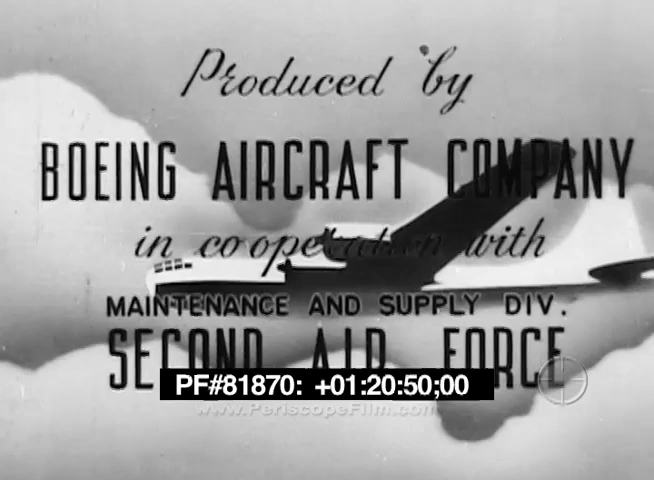 Produced by
BOEING AIRCRAFT COMPANY
in cooperation with
MAINTENANCE AND SUPPLY DIV.
SECOND AIR FORCE
PF#81870: +01:20:50;00
www.PeriscopeFilm.com